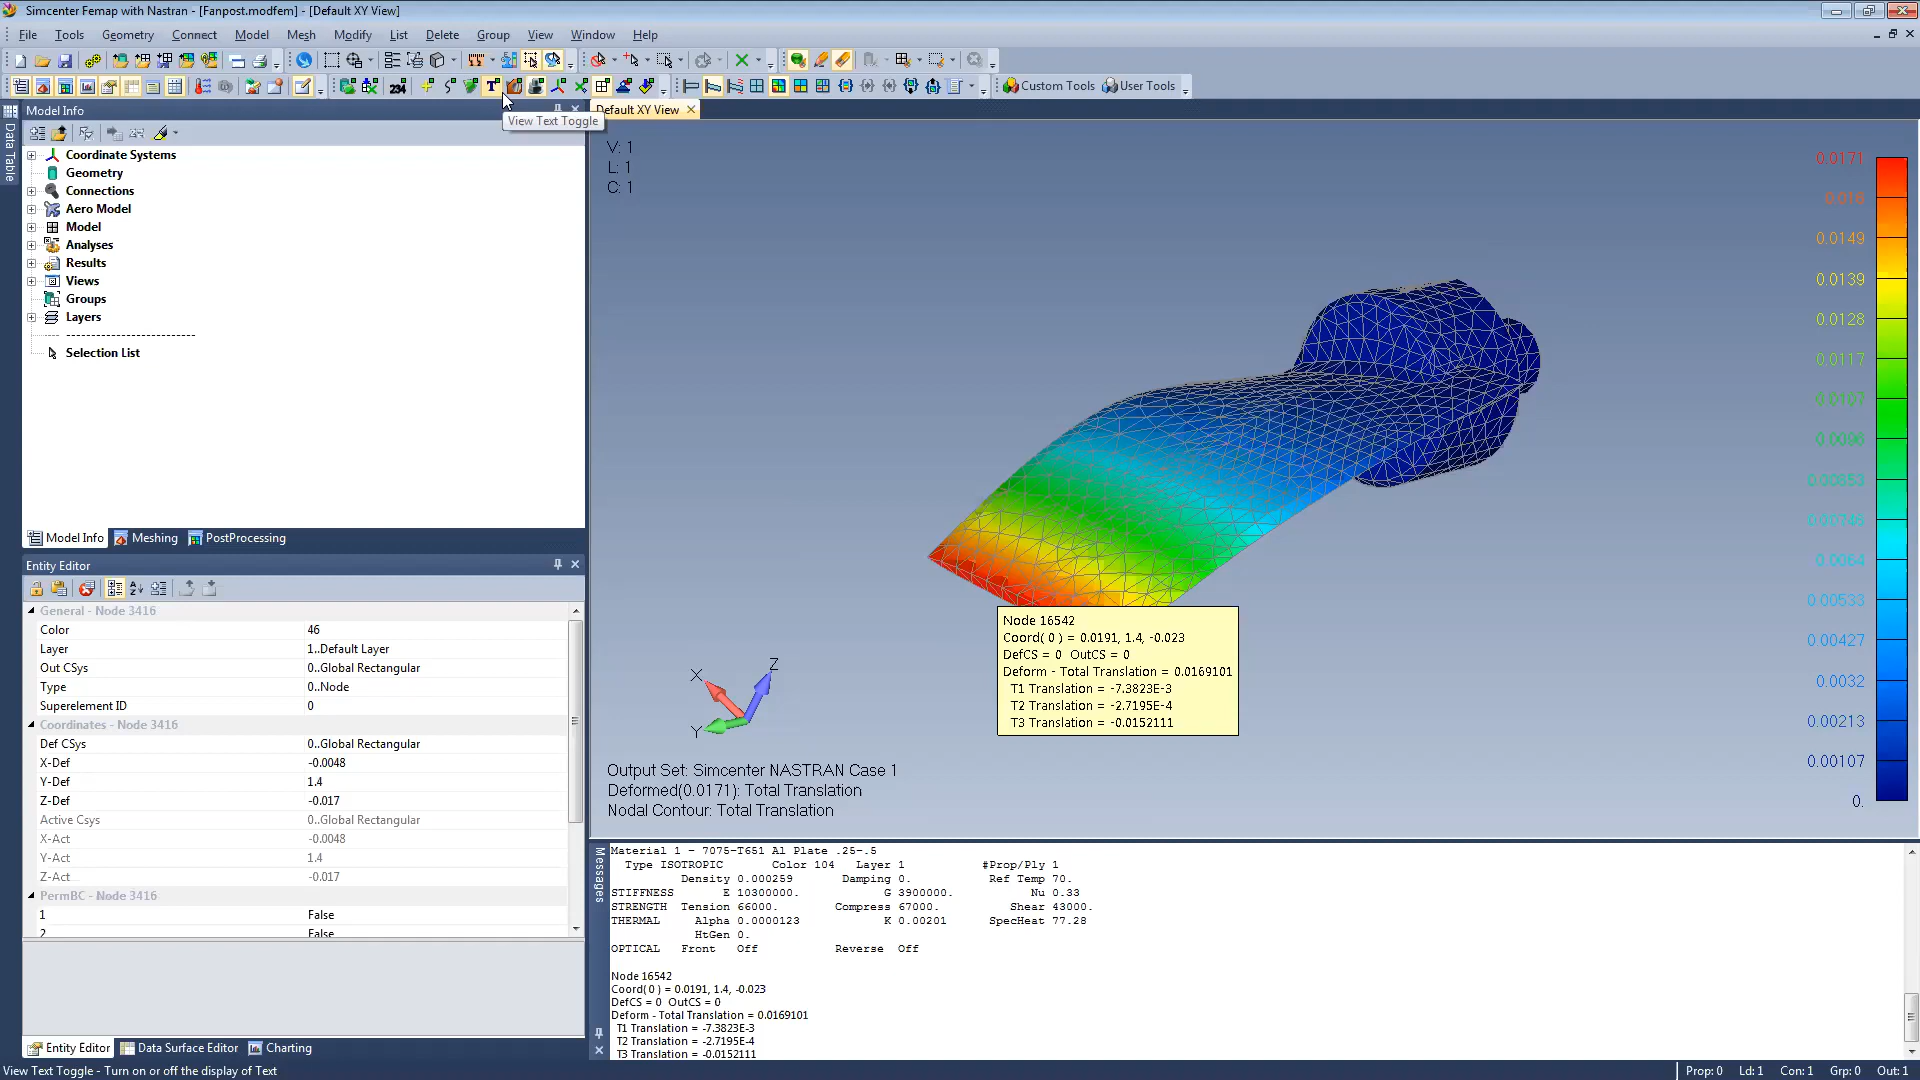 Simcenter Femap with Nastran - [Fanpost.modfem] - [Default XY View]
File Tools Geometry Connect Model Mesh Modify List Delete Group View Window Help
234 T Custom Tools User Tools
Model Info
Default XY View
View Text Toggle
Data Table
Coordinate Systems
Geometry
Connections
Aero Model
Model
Analyses
Results
Views
Groups
Layers
Selection List
Model Info Meshing PostProcessing
Entity Editor
General - Node 3416
Color 46
Layer 1..Default Layer
Out CSys 0..Global Rectangular
Type 0..Node
Superelement ID 0
Coordinates - Node 3416
Def CSys 0..Global Rectangular
X-Def -0.0048
Y-Def 1.4
Z-Def -0.017
Active Csys 0..Global Rectangular
X-Act -0.0048
Y-Act 1.4
Z-Act -0.017
PermBC - Node 3416
1 False
2 False
Entity Editor Data Surface Editor Charting
V: 1
L: 1
C: 1
0.0171
0.016
0.0149
0.0139
0.0128
0.0117
0.0107
0.0096
0.00853
0.00746
0.0064
0.00533
0.00427
0.0032
0.00213
0.00107
0.
Node 16542
Coord( 0 ) = 0.0191, 1.4, -0.023
DefCS = 0 OutCS = 0
Deform - Total Translation = 0.0169101
T1 Translation = -7.3823E-3
T2 Translation = -2.7195E-4
T3 Translation = -0.0152111
X
Y
Z
Output Set: Simcenter NASTRAN Case 1
Deformed(0.0171): Total Translation
Nodal Contour: Total Translation
Messages
Material 1 - 7075-T651 Al Plate .25-.5
Type ISOTROPIC Color 104 Layer 1 #Prop/Ply 1
Density 0.000259 Damping 0. Ref Temp 70.
STIFFNESS E 10300000. G 3900000. Nu 0.33
STRENGTH Tension 66000. Compress 67000. Shear 43000.
THERMAL Alpha 0.0000123 K 0.00201 SpecHeat 77.28
HtGen 0.
OPTICAL Front Off Reverse Off
Node 16542
Coord( 0 ) = 0.0191, 1.4, -0.023
DefCS = 0 OutCS = 0
Deform - Total Translation = 0.0169101
T1 Translation = -7.3823E-3
T2 Translation = -2.7195E-4
T3 Translation = -0.0152111
View Text Toggle - Turn on or off the display of Text
Prop: 0 Ld: 1 Con: 1 Grp: 0 Out: 1